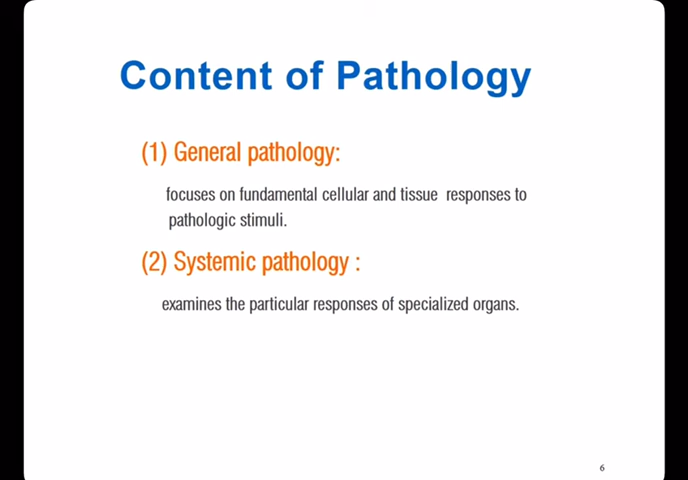 Content of Pathology
(1) General pathology:
focuses on fundamental cellular and tissue responses to
pathologic stimuli.
(2) Systemic pathology :
examines the particular responses of specialized organs.
6